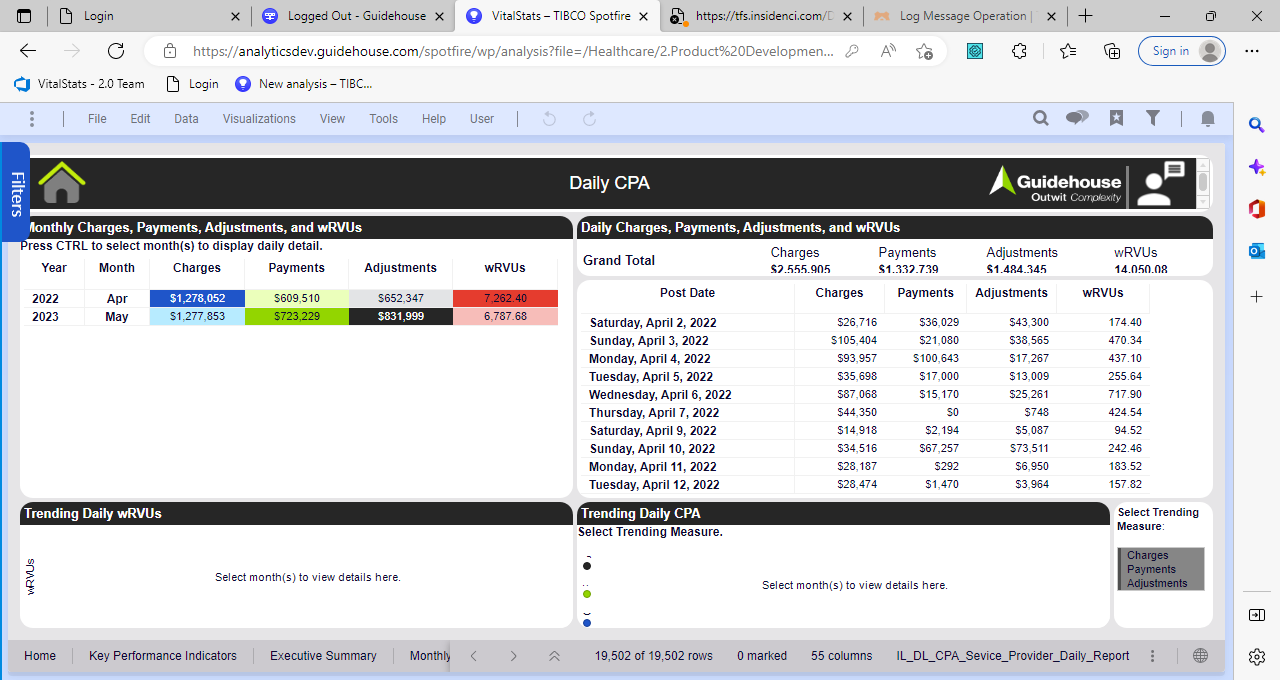 Login
Logged Out - Guidehouse
VitalStats – TIBCO Spotfire
https://tfs.insidenci.com/D
Log Message Operation |
https://analyticsdev.guidehouse.com/spotfire/wp/analysis?file=/Healthcare/2.Product%20Developmen...
Sign in
VitalStats - 2.0 Team
Login
New analysis – TIBC...
File Edit Data Visualizations View Tools Help User
Filters
Daily CPA
Guidehouse
Outwit Complexity
Monthly Charges, Payments, Adjustments, and wRVUs
Press CTRL to select month(s) to display daily detail.
Year Month Charges Payments Adjustments wRVUs
2022 Apr $1,278,052 $609,510 $652,347 7,262.40
2023 May $1,277,853 $723,229 $831,999 6,787.68
Daily Charges, Payments, Adjustments, and wRVUs
Charges Payments Adjustments wRVUs
Grand Total $2,555,905 $1,332,739 $1,484,345 14,050.08
Post Date Charges Payments Adjustments wRVUs
Saturday, April 2, 2022 $26,716 $36,029 $43,300 174.40
Sunday, April 3, 2022 $105,404 $21,080 $38,565 470.34
Monday, April 4, 2022 $93,957 $100,643 $17,267 437.10
Tuesday, April 5, 2022 $35,698 $17,000 $13,009 255.64
Wednesday, April 6, 2022 $87,068 $15,170 $25,261 717.90
Thursday, April 7, 2022 $44,350 $0 $748 424.54
Saturday, April 9, 2022 $14,918 $2,194 $5,087 94.52
Sunday, April 10, 2022 $34,516 $67,257 $73,511 242.46
Monday, April 11, 2022 $28,187 $292 $6,950 183.52
Tuesday, April 12, 2022 $28,474 $1,470 $3,964 157.82
Trending Daily wRVUs
wRVUs
Select month(s) to view details here.
Trending Daily CPA
Select Trending Measure.
Select month(s) to view details here.
Select Trending
Measure:
Charges
Payments
Adjustments
Home Key Performance Indicators Executive Summary Monthly
19,502 of 19,502 rows 0 marked 55 columns IL_DL_CPA_Sevice_Provider_Daily_Report